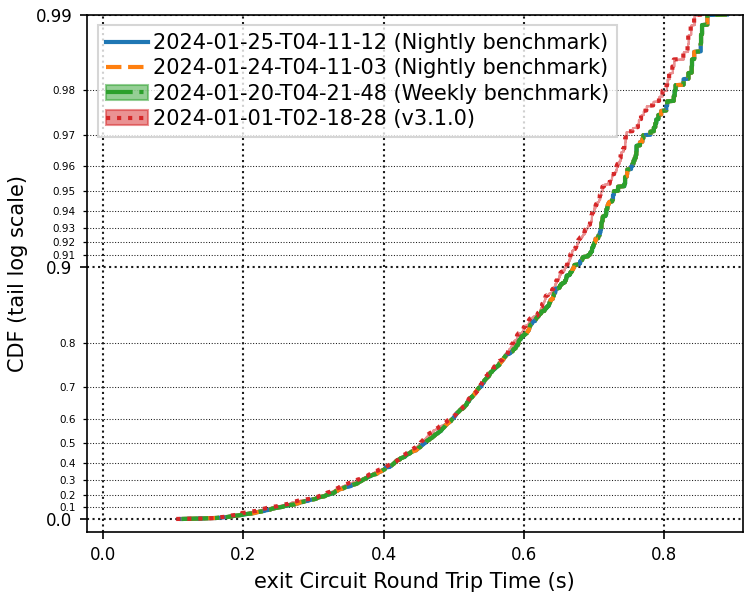 0.99
2024-01-25-T04-11-12 (Nightly benchmark)
2024-01-24-T04-11-03 (Nightly benchmark)
2024-01-20-T04-21-48 (Weekly benchmark)
2024-01-01-T02-18-28 (v3.1.0)
0.98
0.97
0.96
0.95
0.94
0.93
0.92
0.91
0.9
0.8
0.7
0.6
0.5
0.4
0.3
0.2
0.1
0.0
CDF (tail log scale)
0.0 0.2 0.4 0.6 0.8
exit Circuit Round Trip Time (s)